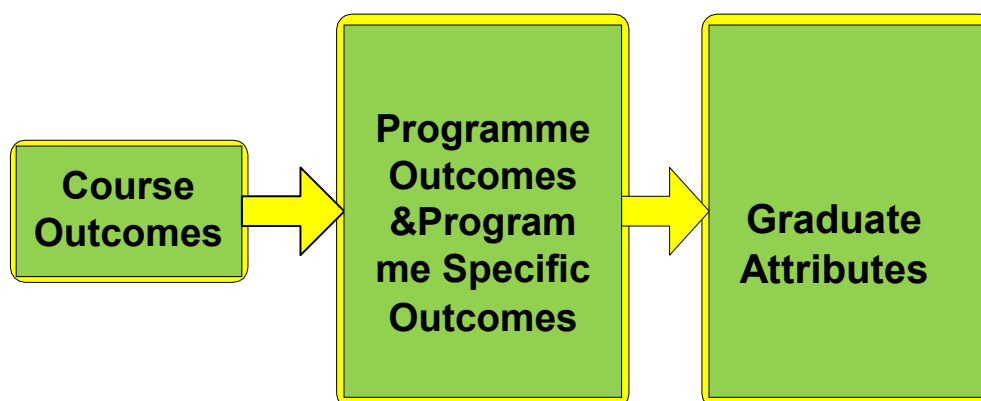 Course
Outcomes
Programme
Outcomes
&Program
me Specific
Outcomes
Graduate
Attributes